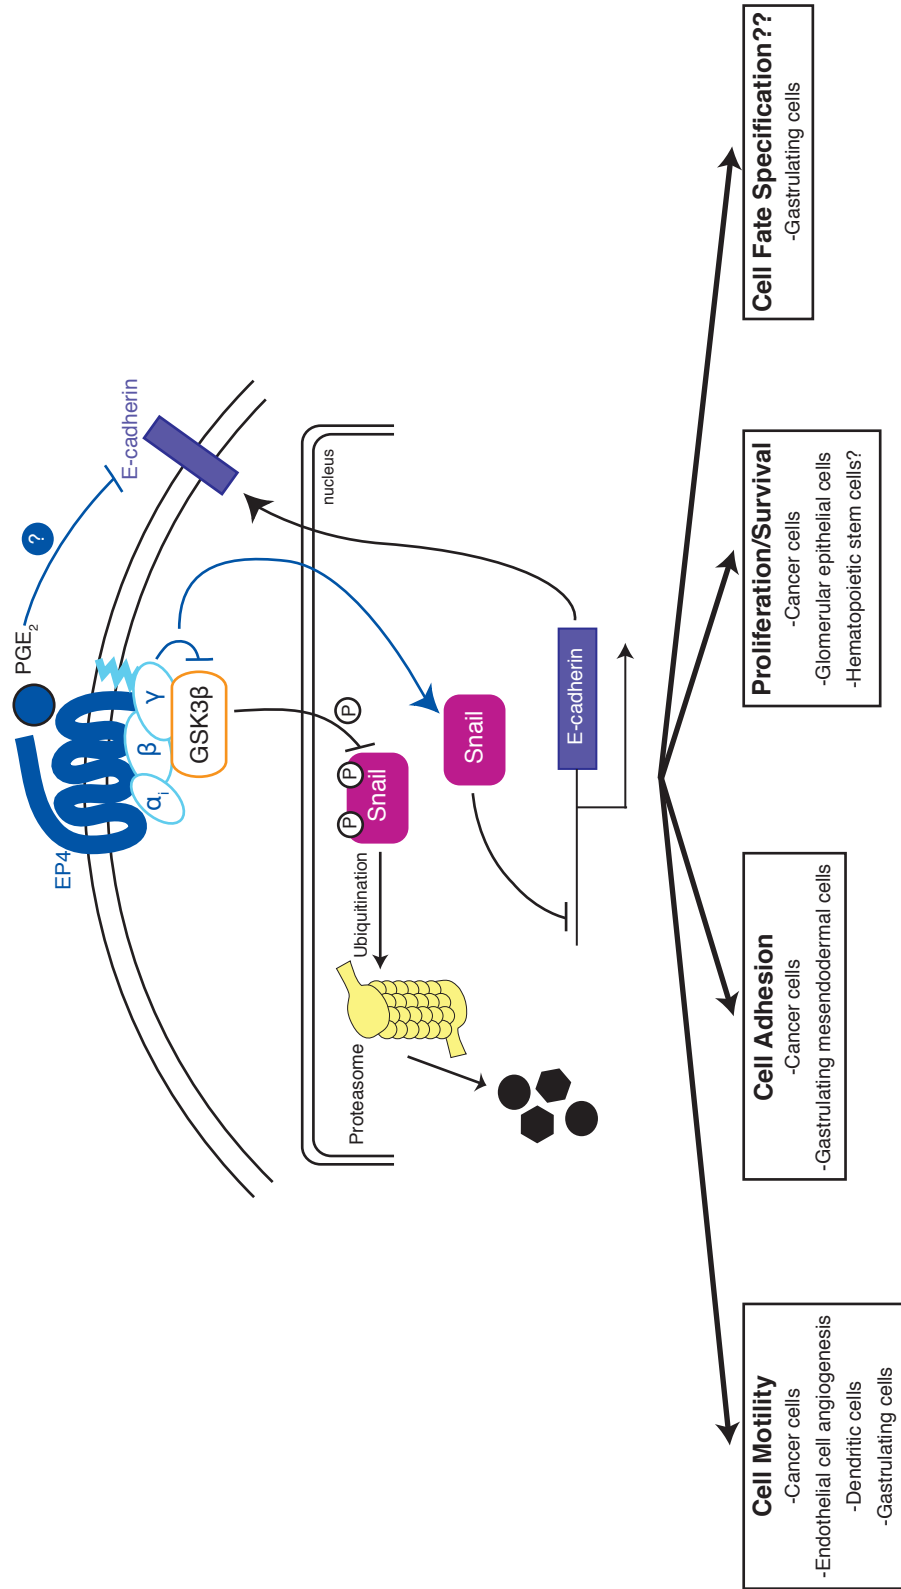 PGE2
?
E-cadherin
EP4
αi
β
γ
GSK3β
nucleus
P
P
P
Snail
Ubiquitination
Proteasome
Snail
E-cadherin
Cell Motility
-Cancer cells
-Endothelial cell angiogenesis
-Dendritic cells
-Gastrulating cells
Cell Adhesion
-Cancer cells
-Gastrulating mesendodermal cells
Proliferation/Survival
-Cancer cells
-Glomerular epithelial cells
-Hematopoietic stem cells?
Cell Fate Specification??
-Gastrulating cells